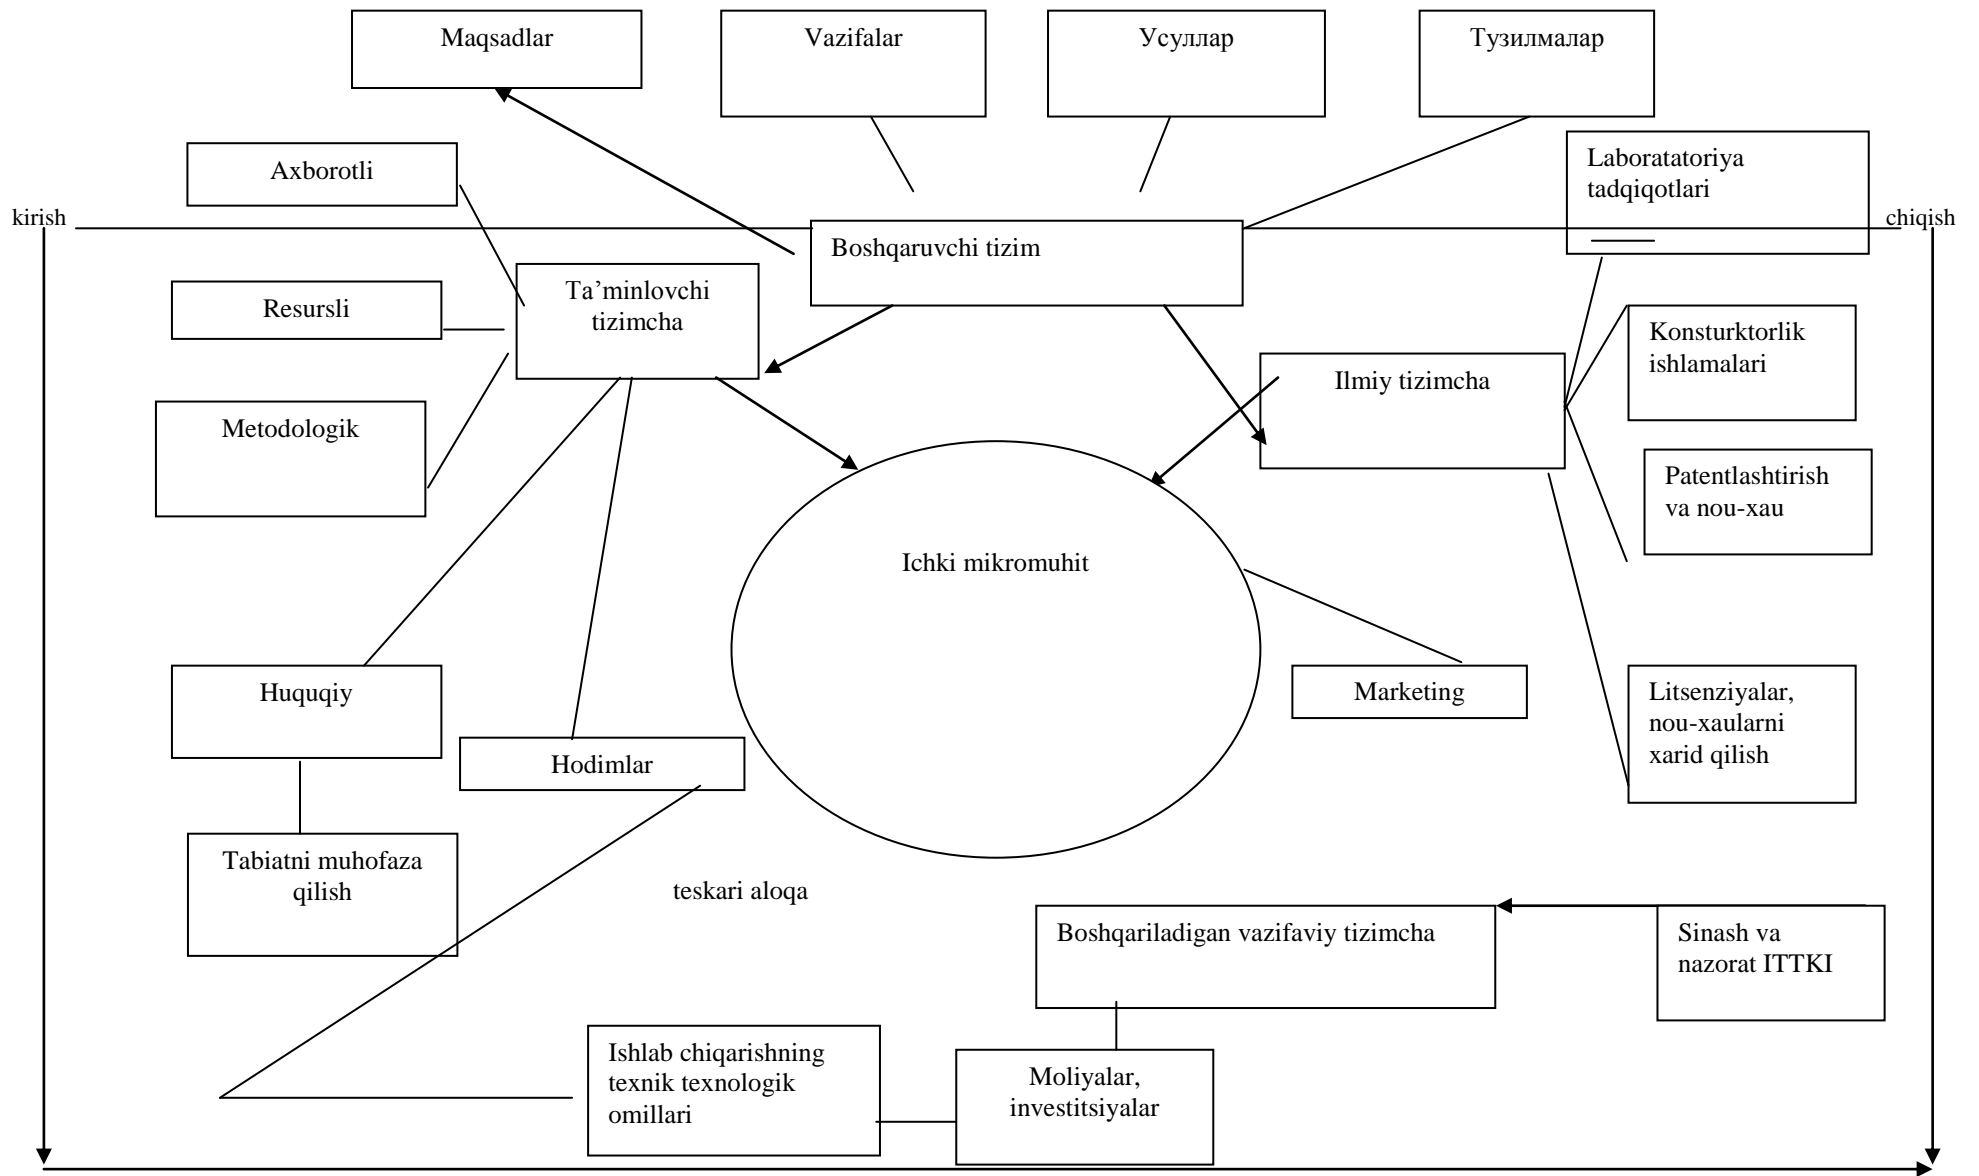 Maqsadlar
Vazifalar
Усуллар
Тузилмалар
Laboratatoriya
tadqiqotlari
Axborotli
kirish
chiqish
Boshqaruvchi tizim
Ta’minlovchi
tizimcha
Resursli
Konsturktorlik
ishlamalari
Ilmiy tizimcha
Metodologik
Patentlashtirish
va nou-xau
Ichki mikromuhit
Huquqiy
Marketing
Litsenziyalar,
nou-xaularni
xarid qilish
Hodimlar
Tabiatni muhofaza
qilish
teskari aloqa
Boshqariladigan vazifaviy tizimcha
Sinash va
nazorat ITTKI
Ishlab chiqarishning
texnik texnologik
omillari
Moliyalar,
investitsiyalar